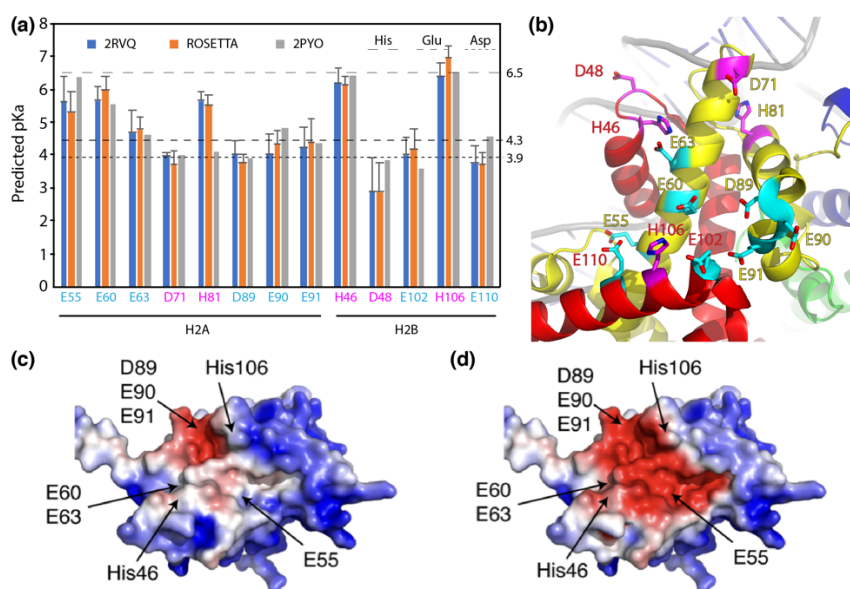 (a)
2RVQ ROSETTA 2PYO His Glu Asp
Predicted pKa
8
7
6
5
4
3
2
1
0
6.5
4.3
3.9
E55 E60 E63 D71 H81 D89 E90 E91 H46 D48 E102 H106 E110
H2A H2B
(b)
D48
D71
H81
H46
E63
E60
D89
E55
H106
E102
E90
E110
E91
(c)
D89
E90
E91
His106
E60
E63
His46
E55
(d)
D89
E90
E91
His106
E60
E63
His46
E55